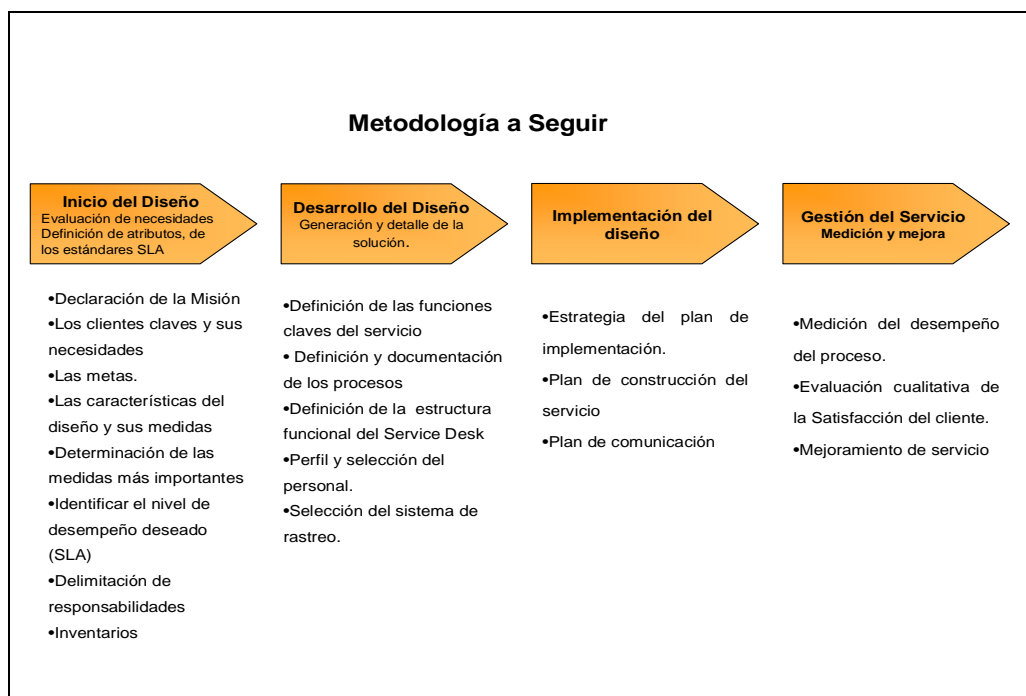 Metodología a Seguir
Inicio del Diseño
Evaluación de necesidades
Definición de atributos, de
los estándares SLA
•Declaración de la Misión
•Los clientes claves y sus
necesidades
•Las metas.
•Las características del
diseño y sus medidas
•Determinación de las
medidas más importantes
•Identificar el nivel de
desempeño deseado
(SLA)
•Delimitación de
responsabilidades
•Inventarios
Desarrollo del Diseño
Generación y detalle de la
solución.
•Definición de las funciones
claves del servicio
• Definición y documentación
de los procesos
•Definición de la estructura
funcional del Service Desk
•Perfil y selección del
personal.
•Selección del sistema de
rastreo.
Implementación del
diseño
•Estrategia del plan de
implementación.
•Plan de construcción del
servicio
•Plan de comunicación
Gestión del Servicio
Medición y mejora
•Medición del desempeño
del proceso.
•Evaluación cualitativa de
la Satisfacción del cliente.
•Mejoramiento de servicio